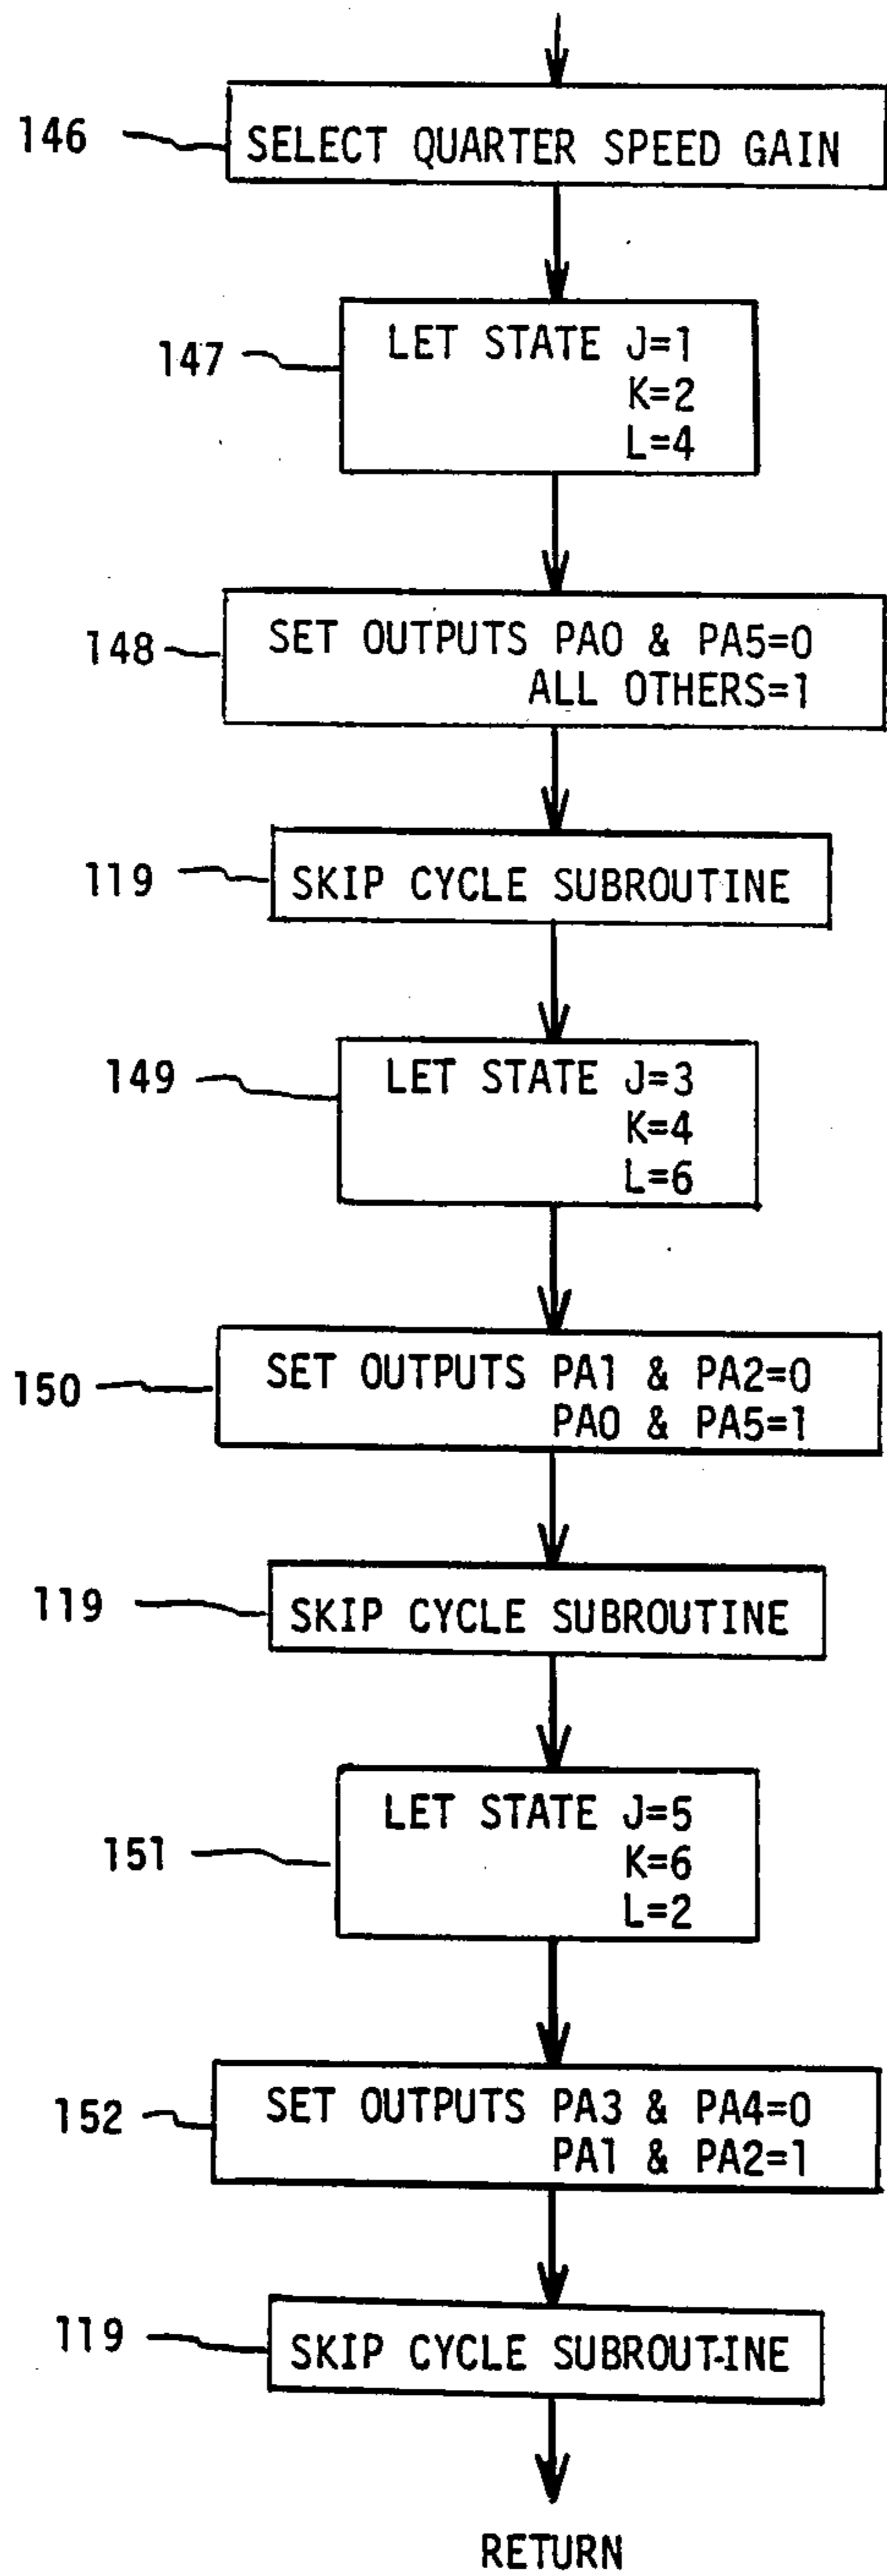 146 SELECT QUARTER SPEED GAIN
147 LET STATE J=1
K=2
L=4
148 SET OUTPUTS PA0 & PA5=0
ALL OTHERS=1
119 SKIP CYCLE SUBROUTINE
149 LET STATE J=3
K=4
L=6
150 SET OUTPUTS PA1 & PA2=0
PA0 & PA5=1
119 SKIP CYCLE SUBROUTINE
151 LET STATE J=5
K=6
L=2
152 SET OUTPUTS PA3 & PA4=0
PA1 & PA2=1
119 SKIP CYCLE SUBROUTINE
RETURN